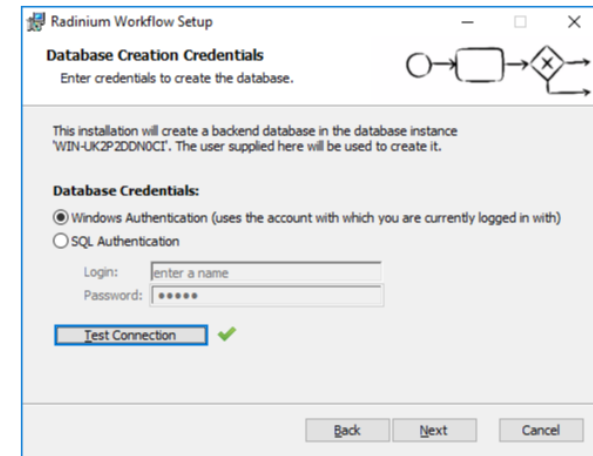 Radinium Workflow Setup
Database Creation Credentials
Enter credentials to create the database.
This installation will create a backend database in the database instance
'WIN-UK2P2DDN0CI'. The user supplied here will be used to create it.
Database Credentials:
Windows Authentication (uses the account with which you are currently logged in with)
SQL Authentication
Login: enter a name
Password: •••••
Test Connection
Back Next Cancel